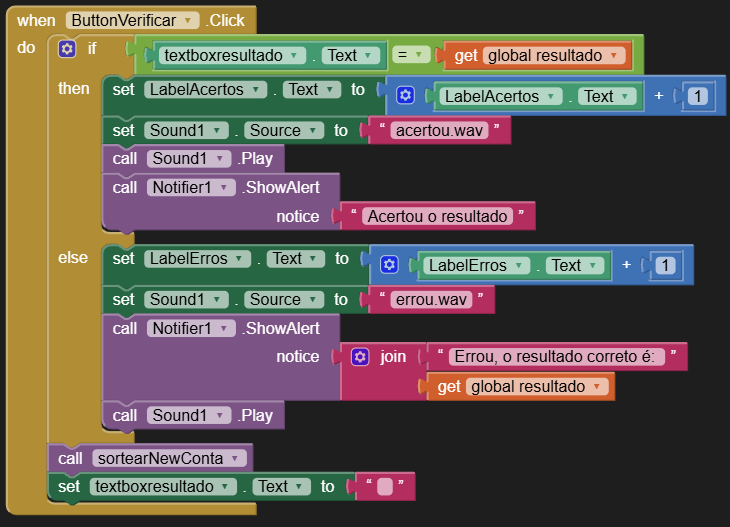 when ButtonVerificar .Click
do if textboxresultado . Text = get global resultado
then set LabelAcertos . Text to LabelAcertos . Text + 1
set Sound1 . Source to “ acertou.wav ”
call Sound1 .Play
call Notifier1 .ShowAlert
notice “ Acertou o resultado ”
else set LabelErros . Text to LabelErros . Text + 1
set Sound1 . Source to “ errou.wav ”
call Notifier1 .ShowAlert
notice join “ Errou, o resultado correto é: ”
get global resultado
call Sound1 .Play
call sortearNewConta
set textboxresultado . Text to “ ”